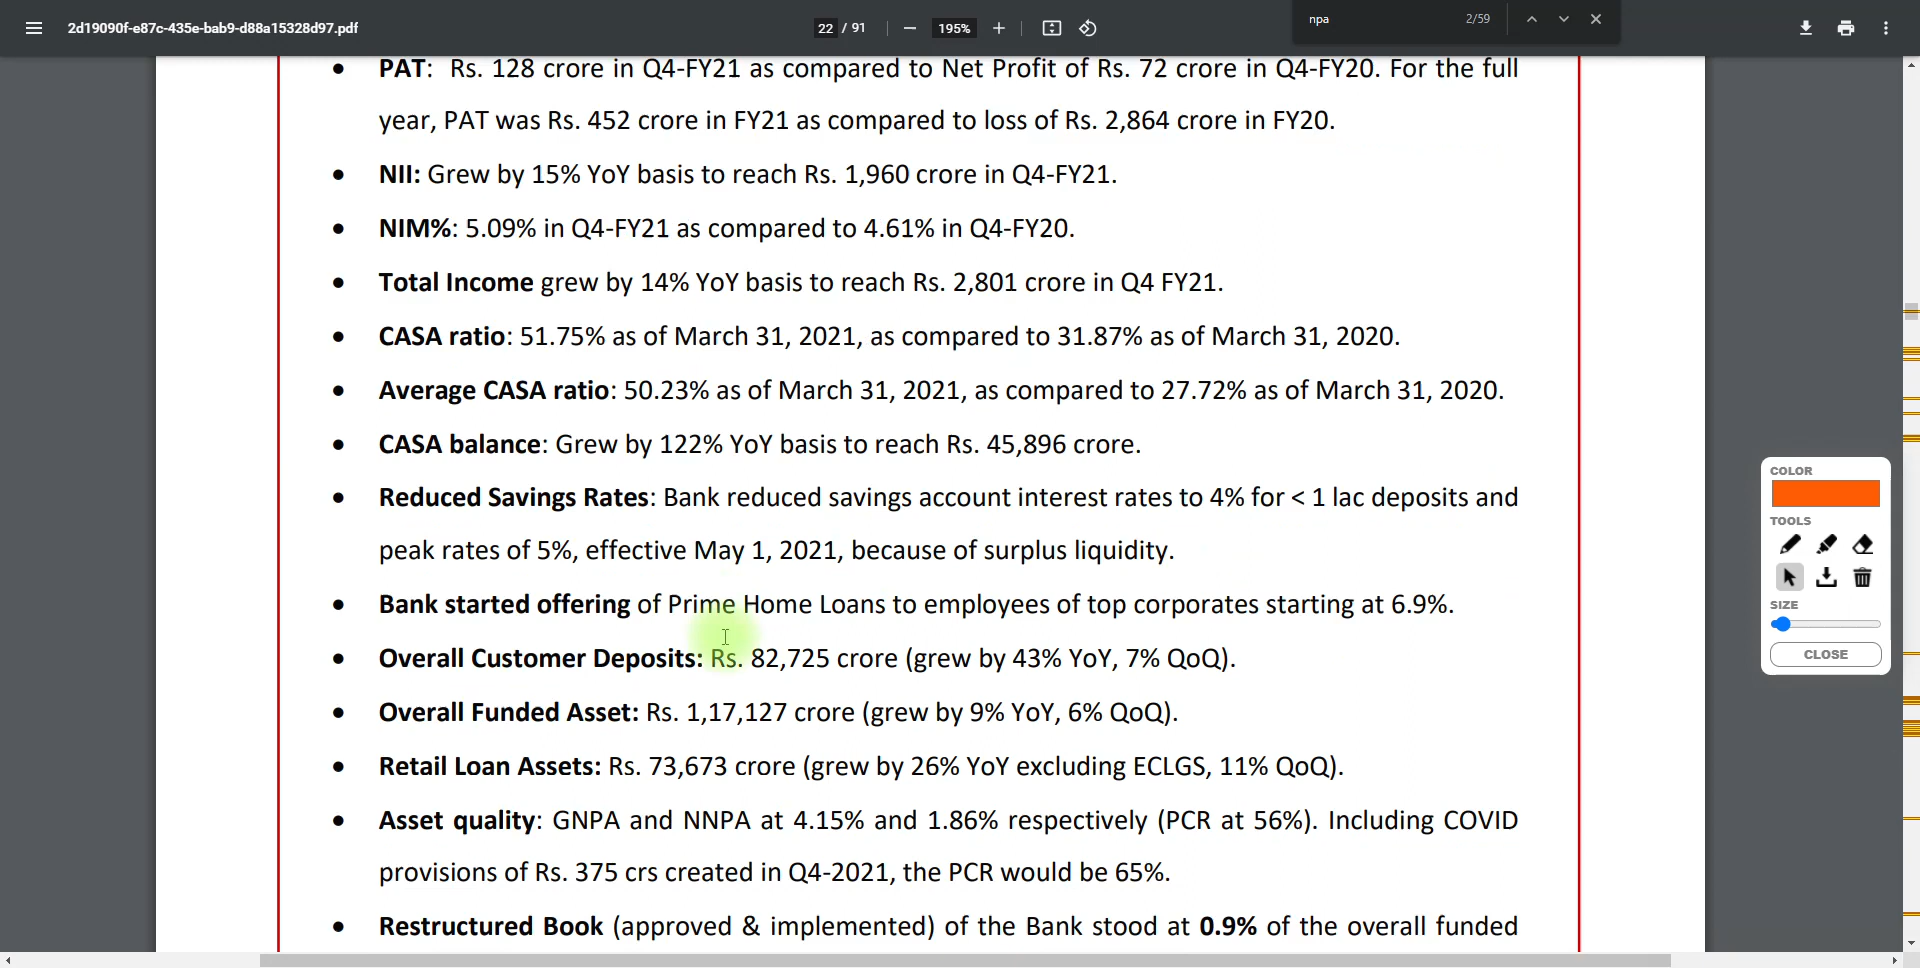 2d19090f-e87c-435e-bab9-d88a15328d97.pdf
22 / 91
195%
npa
2/59
• PAT: Rs. 128 crore in Q4-FY21 as compared to Net Profit of Rs. 72 crore in Q4-FY20. For the full
year, PAT was Rs. 452 crore in FY21 as compared to loss of Rs. 2,864 crore in FY20.
• NII: Grew by 15% YoY basis to reach Rs. 1,960 crore in Q4-FY21.
• NIM%: 5.09% in Q4-FY21 as compared to 4.61% in Q4-FY20.
• Total Income grew by 14% YoY basis to reach Rs. 2,801 crore in Q4 FY21.
• CASA ratio: 51.75% as of March 31, 2021, as compared to 31.87% as of March 31, 2020.
• Average CASA ratio: 50.23% as of March 31, 2021, as compared to 27.72% as of March 31, 2020.
• CASA balance: Grew by 122% YoY basis to reach Rs. 45,896 crore.
• Reduced Savings Rates: Bank reduced savings account interest rates to 4% for < 1 lac deposits and
peak rates of 5%, effective May 1, 2021, because of surplus liquidity.
• Bank started offering of Prime Home Loans to employees of top corporates starting at 6.9%.
• Overall Customer Deposits: Rs. 82,725 crore (grew by 43% YoY, 7% QoQ).
• Overall Funded Asset: Rs. 1,17,127 crore (grew by 9% YoY, 6% QoQ).
• Retail Loan Assets: Rs. 73,673 crore (grew by 26% YoY excluding ECLGS, 11% QoQ).
• Asset quality: GNPA and NNPA at 4.15% and 1.86% respectively (PCR at 56%). Including COVID
provisions of Rs. 375 crs created in Q4-2021, the PCR would be 65%.
• Restructured Book (approved & implemented) of the Bank stood at 0.9% of the overall funded
COLOR
TOOLS
SIZE
CLOSE